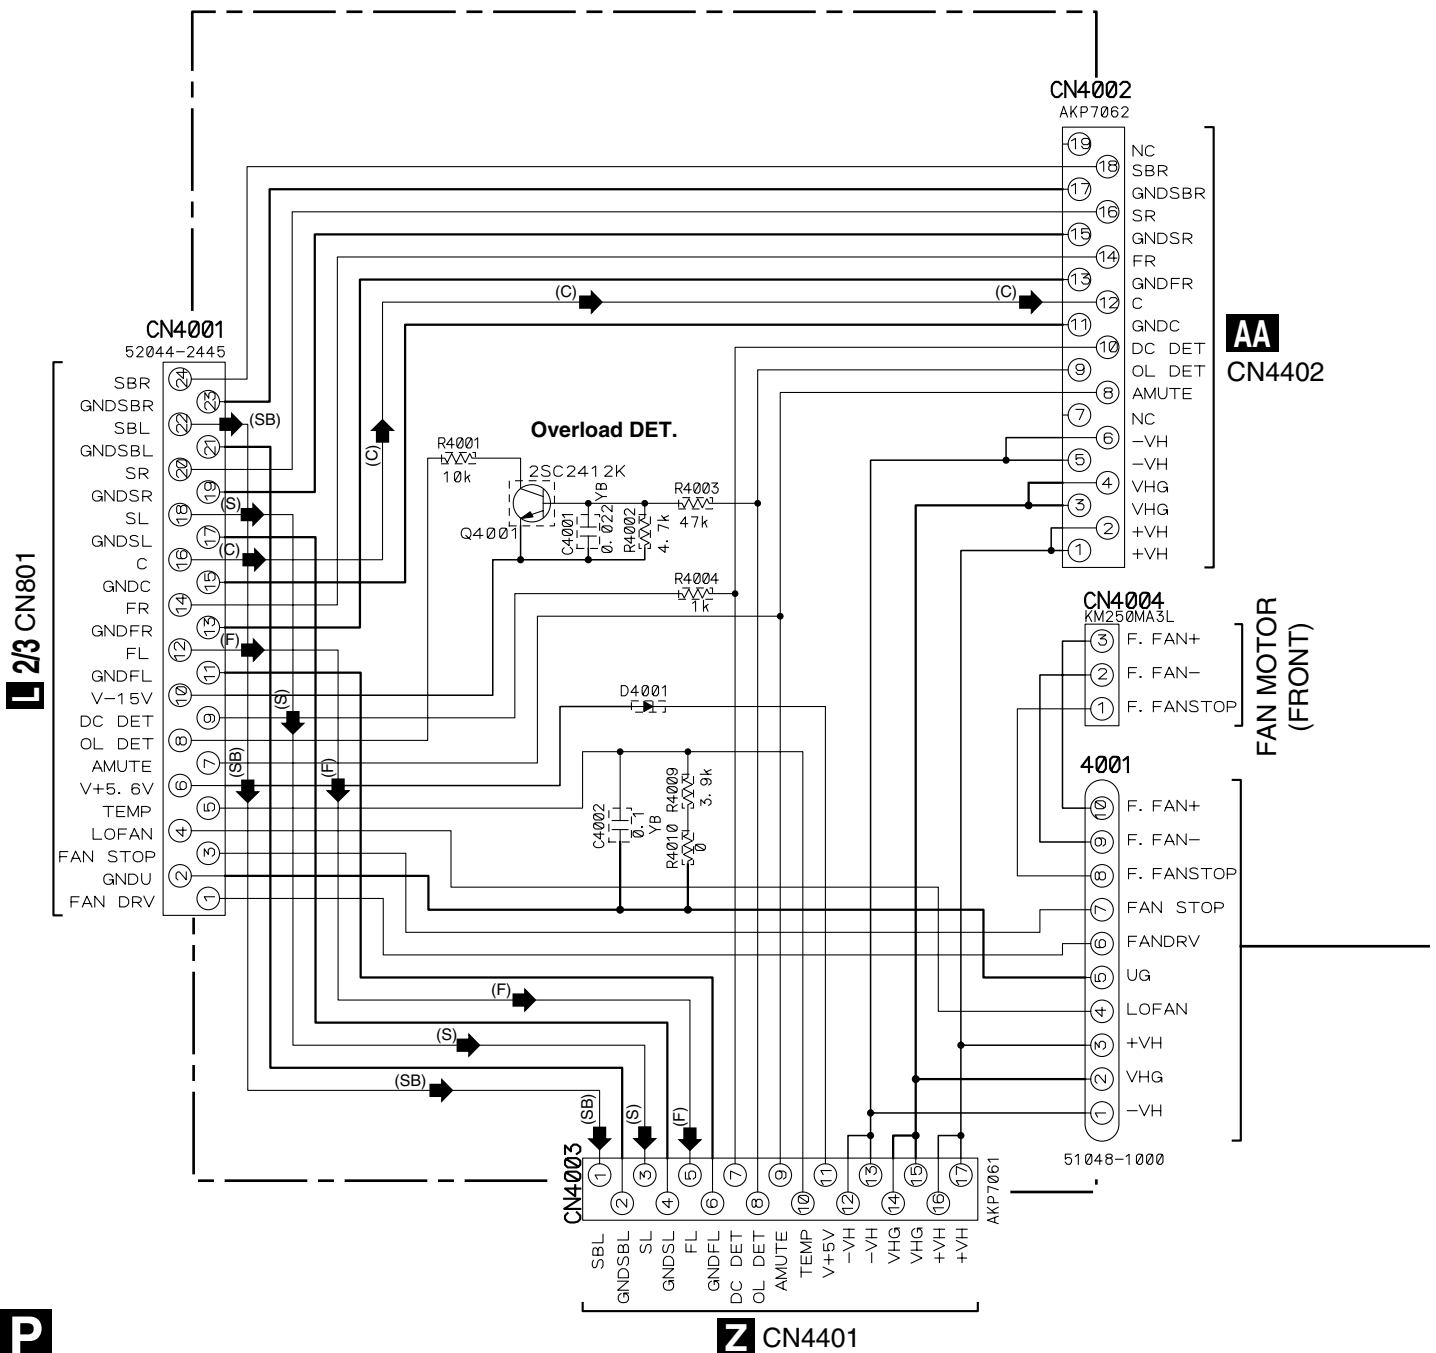 CN4002
AKP7062
19 NC
18 SBR
17 GNDSBR
16 SR
15 GNDSR
14 FR
13 GNDFR
12 C
11 GNDC
10 DC DET
9 OL DET
8 AMUTE
7 NC
6 -VH
5 -VH
4 VHG
3 VHG
2 +VH
1 +VH
AA
CN4402
(C)
(C)
CN4001
52044-2445
SBR 24
GNDSBR 23
SBL 22
GNDSBL 21
SR 20
GNDSR 19
SL 18
GNDSL 17
C 16
GNDC 15
FR 14
GNDFR 13
FL 12
GNDFL 11
V-15V 10
DC DET 9
OL DET 8
AMUTE 7
V+5.6V 6
TEMP 5
LOFAN 4
FAN STOP 3
GNDU 2
FAN DRV 1
L 2/3 CN801
(SB)
(S)
(C)
(F)
(C)
(S)
(SB)
(F)
Overload DET.
R4001
10k
2SC2412K
Q4001
C4001
0.022
YB
R4002
4.7k
R4003
47k
R4004
1k
D4001
C4002
0.1
YB
R4009
3.9k
R4010
0
CN4004
KM250MA3L
3 F.FAN+
2 F.FAN-
1 F.FANSTOP
FAN MOTOR
(FRONT)
4001
10 F.FAN+
9 F.FAN-
8 F.FANSTOP
7 FAN STOP
6 FANDRV
5 UG
4 LOFAN
3 +VH
2 VHG
1 -VH
51048-1000
(F)
(S)
(SB)
(SB)
(S)
(F)
CN4003
AKP7061
1 SBL
2 GNDSBL
3 SL
4 GNDSL
5 FL
6 GNDFL
7 DC DET
8 OL DET
9 AMUTE
10 TEMP
11 V+5V
12 -VH
13 -VH
14 VHG
15 VHG
16 +VH
17 +VH
Z CN4401
P